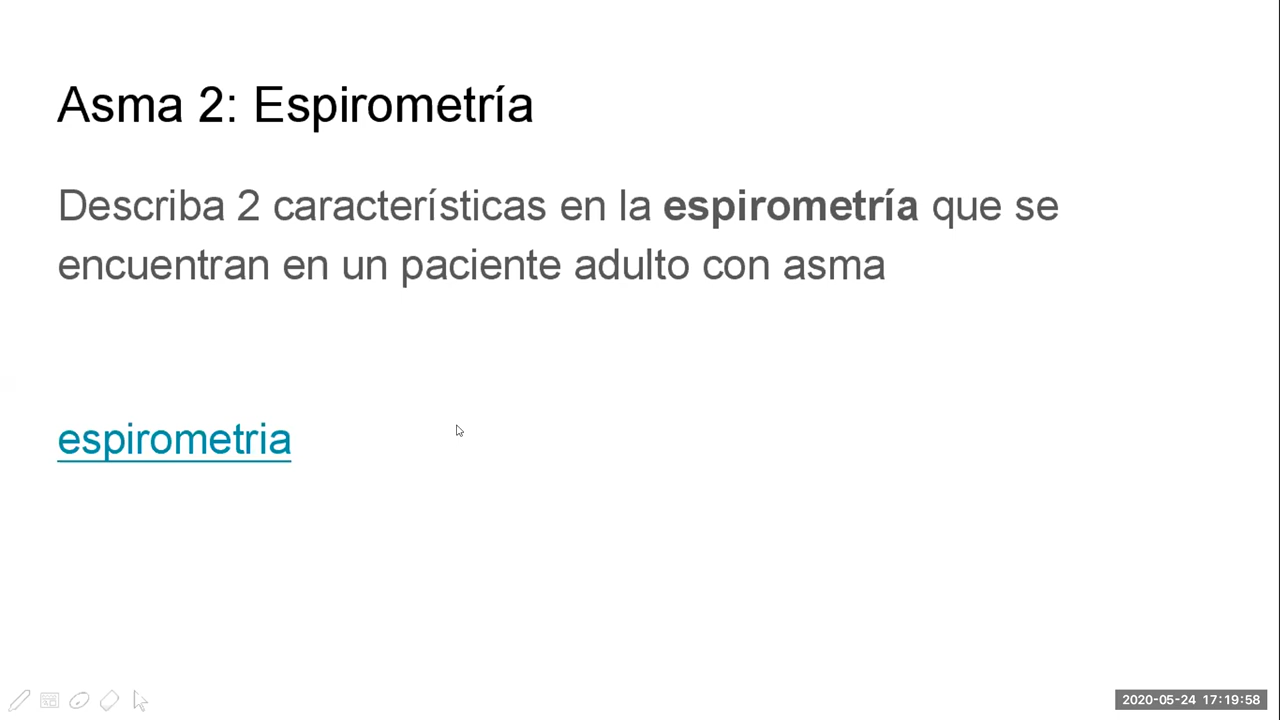 Asma 2: Espirometría
Describa 2 características en la espirometría que se
encuentran en un paciente adulto con asma
espirometria
2020-05-24 17:19:58